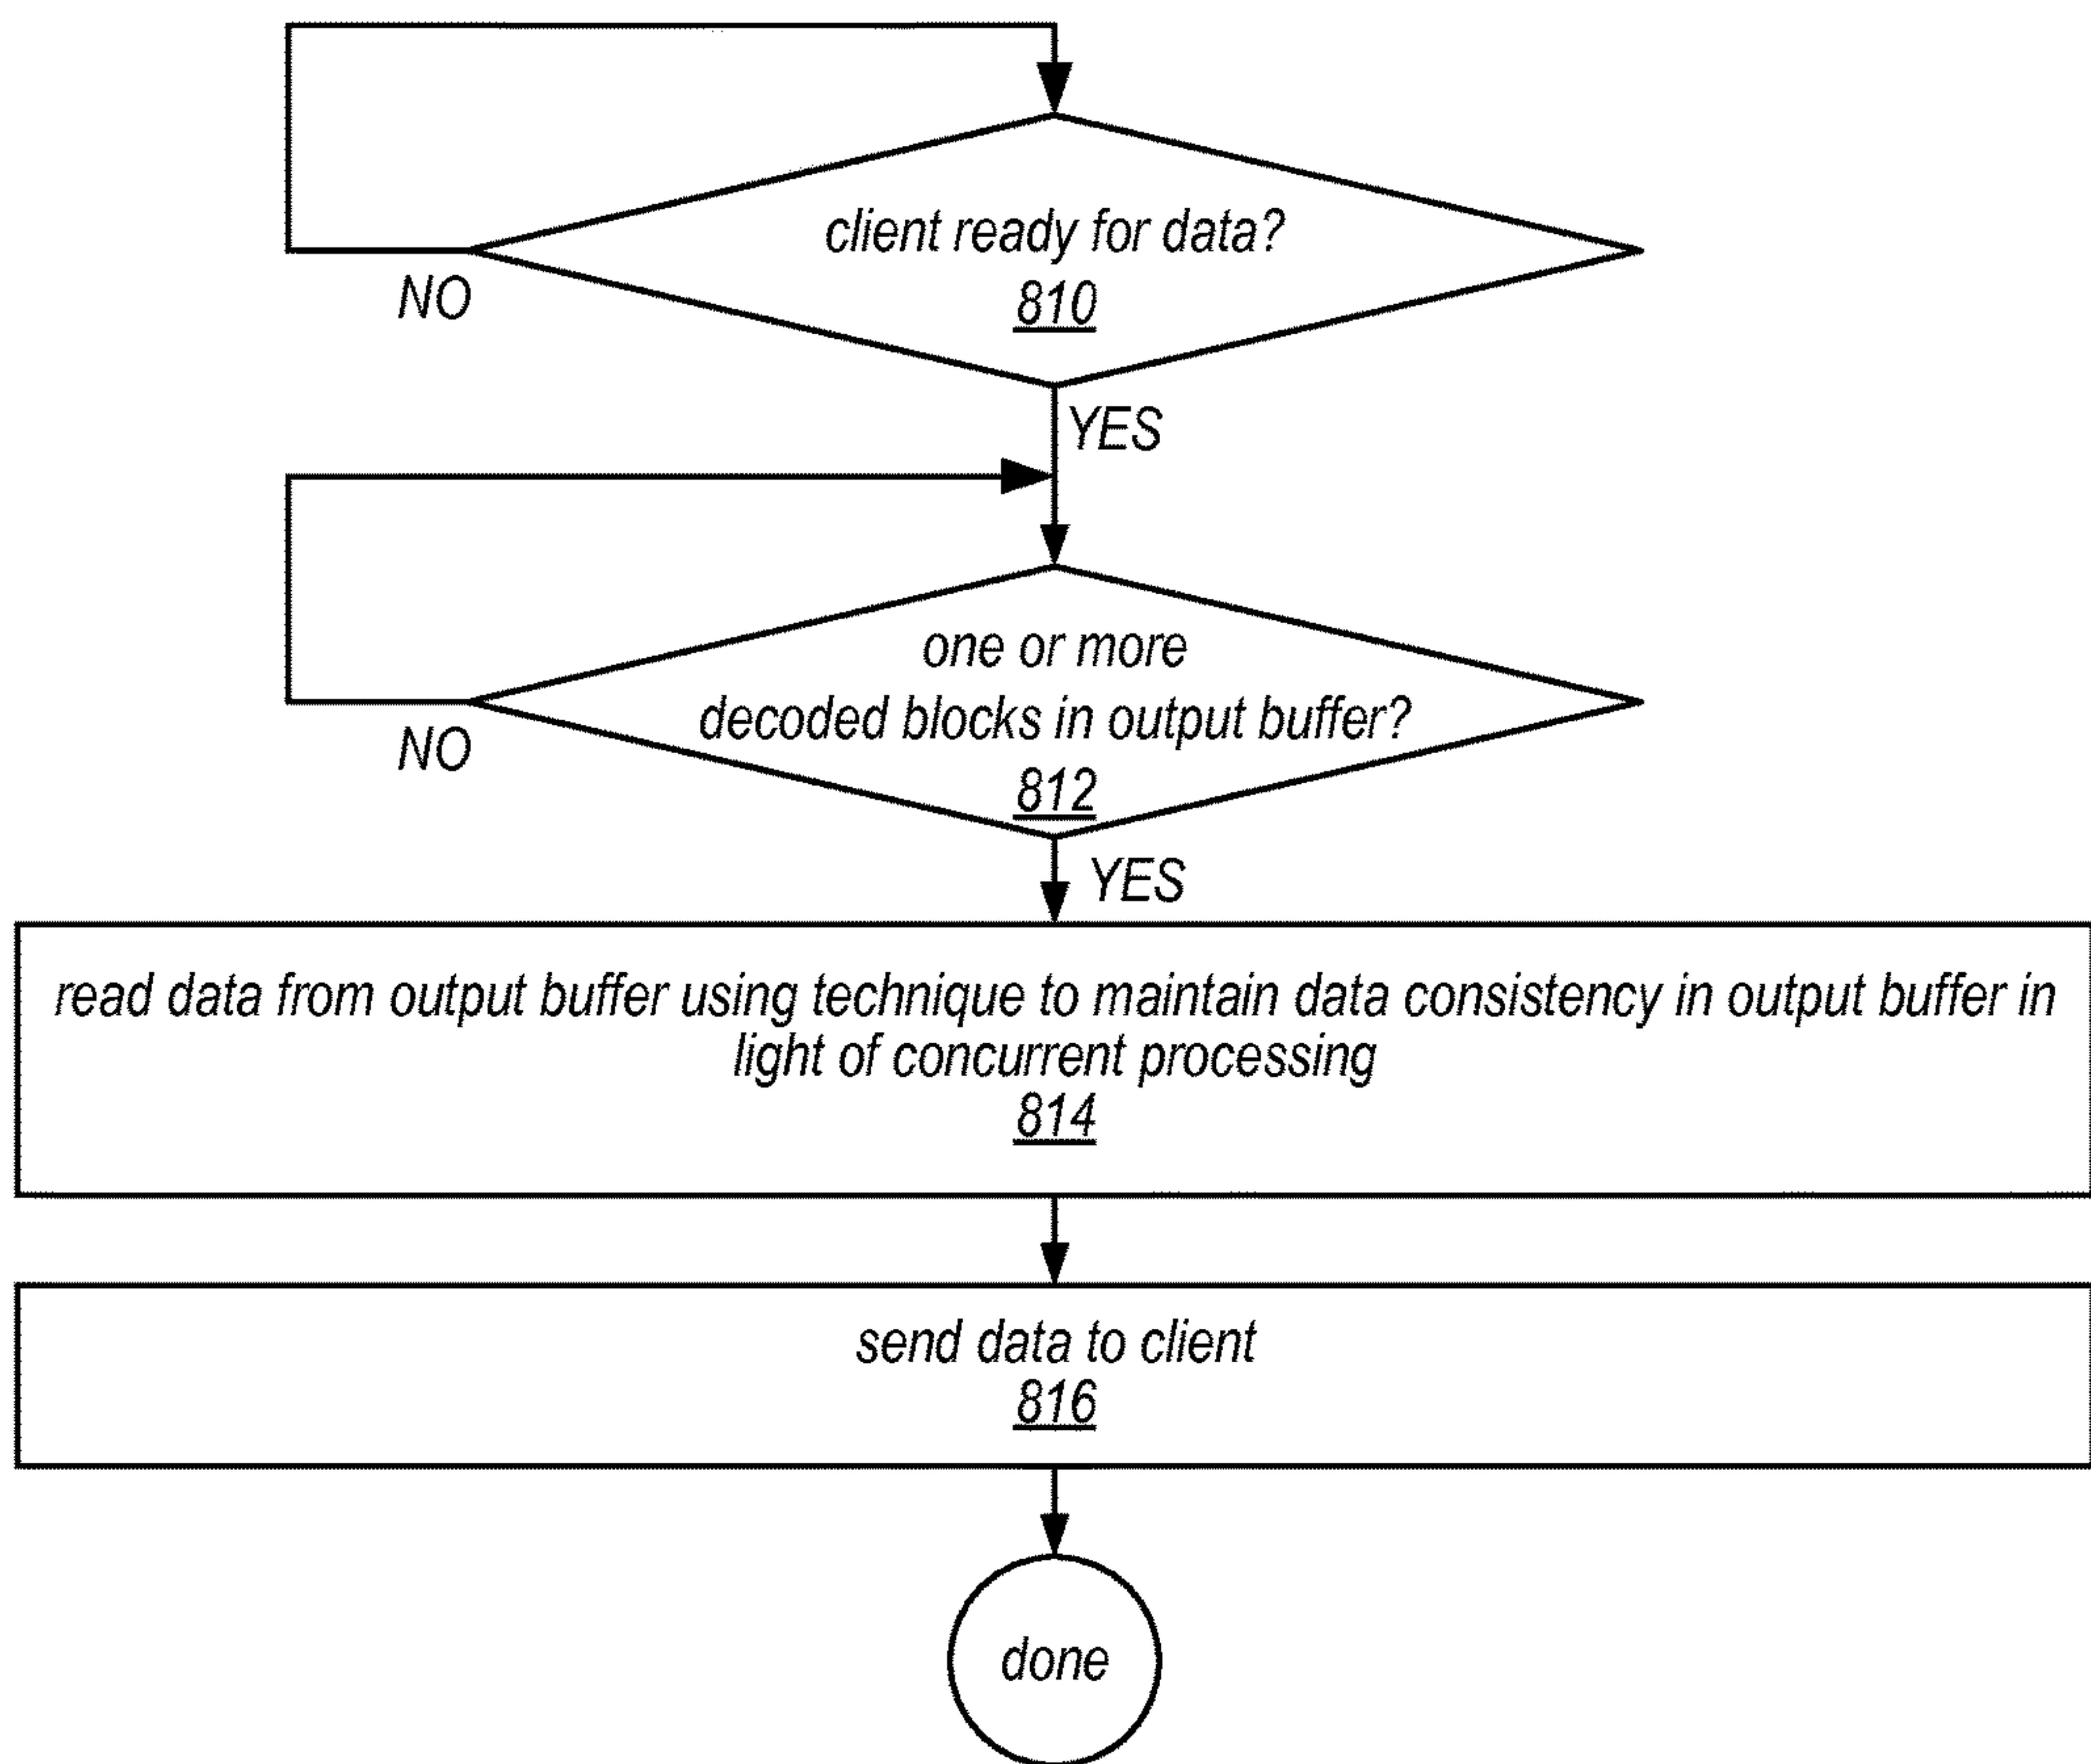 client ready for data?
810
NO
YES
one or more
decoded blocks in output buffer?
812
NO
YES
read data from output buffer using technique to maintain data consistency in output buffer in
light of concurrent processing
814
send data to client
816
done